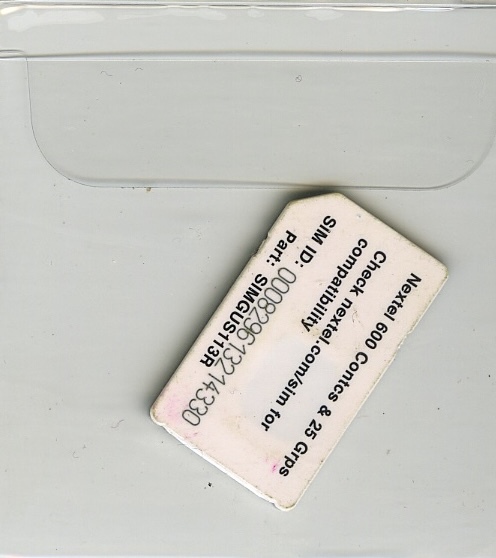 Nextel 600 Contcs & 25 Grps
Check nextel.com/sim for
compatibility
SIM ID: 000829613214330
Part: SIMGUS113R